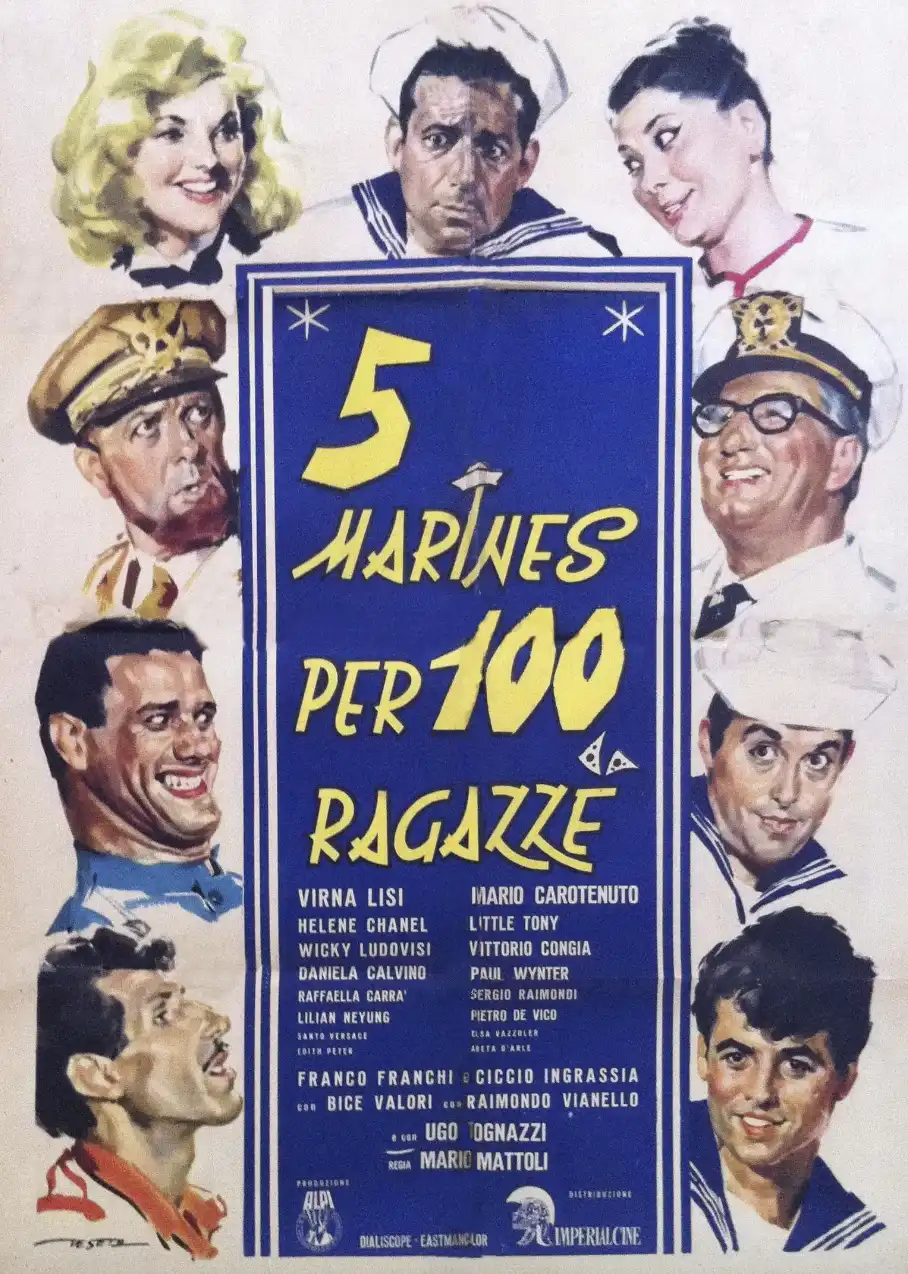 5
MARINES
PER 100
RAGAZZE
VIRNA LISI
HELENE CHANEL
WICKY LUDOVISI
DANIELA CALVINO
RAFFAELLA CARRA'
LILIAN NEYUNG
SANTO VERSACE
EDITH PETER
MARIO CAROTENUTO
LITTLE TONY
VITTORIO CONGIA
PAUL WYNTER
SERGIO RAIMONDI
PIETRO DE VICO
ELSA VAZZOLER
ARETA D'ARLE
FRANCO FRANCHI e CICCIO INGRASSIA
con BICE VALORI con RAIMONDO VIANELLO
e con UGO TOGNAZZI
REGIA MARIO MATTOLI
PRODUZIONE
ALPI
DIALISCOPE - EASTMANCOLOR
DISTRIBUZIONE
IMPERIALCINE